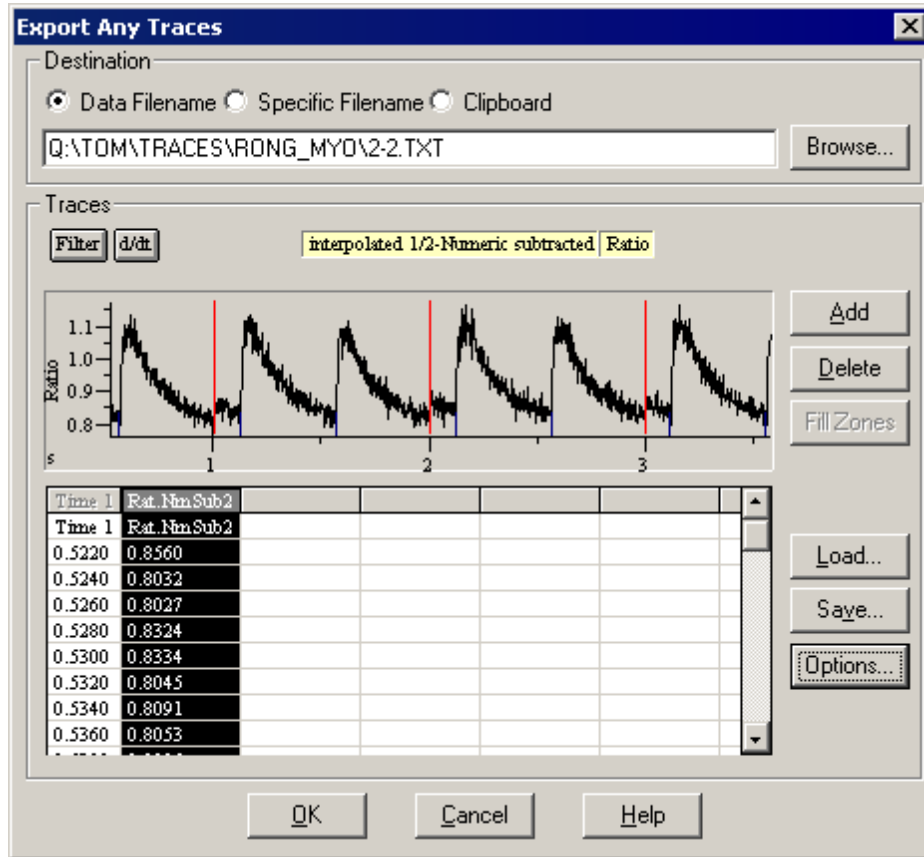 Export Any Traces
Destination
Data Filename Specific Filename Clipboard
Q:\TOM\TRACES\RONG_MYO\2-2.TXT Browse...
Traces
Filter d/dt interpolated 1/2-Numeric subtracted Ratio
Add
Delete
Fill Zones
Ratio
1.1
1.0
0.9
0.8
s 1 2 3
Time 1 Rat.NmSub2
Time 1 Rat.NmSub2
0.5220 0.8560
0.5240 0.8032
0.5260 0.8027
0.5280 0.8324
0.5300 0.8334
0.5320 0.8045
0.5340 0.8091
0.5360 0.8053
Load...
Save...
Options...
OK Cancel Help